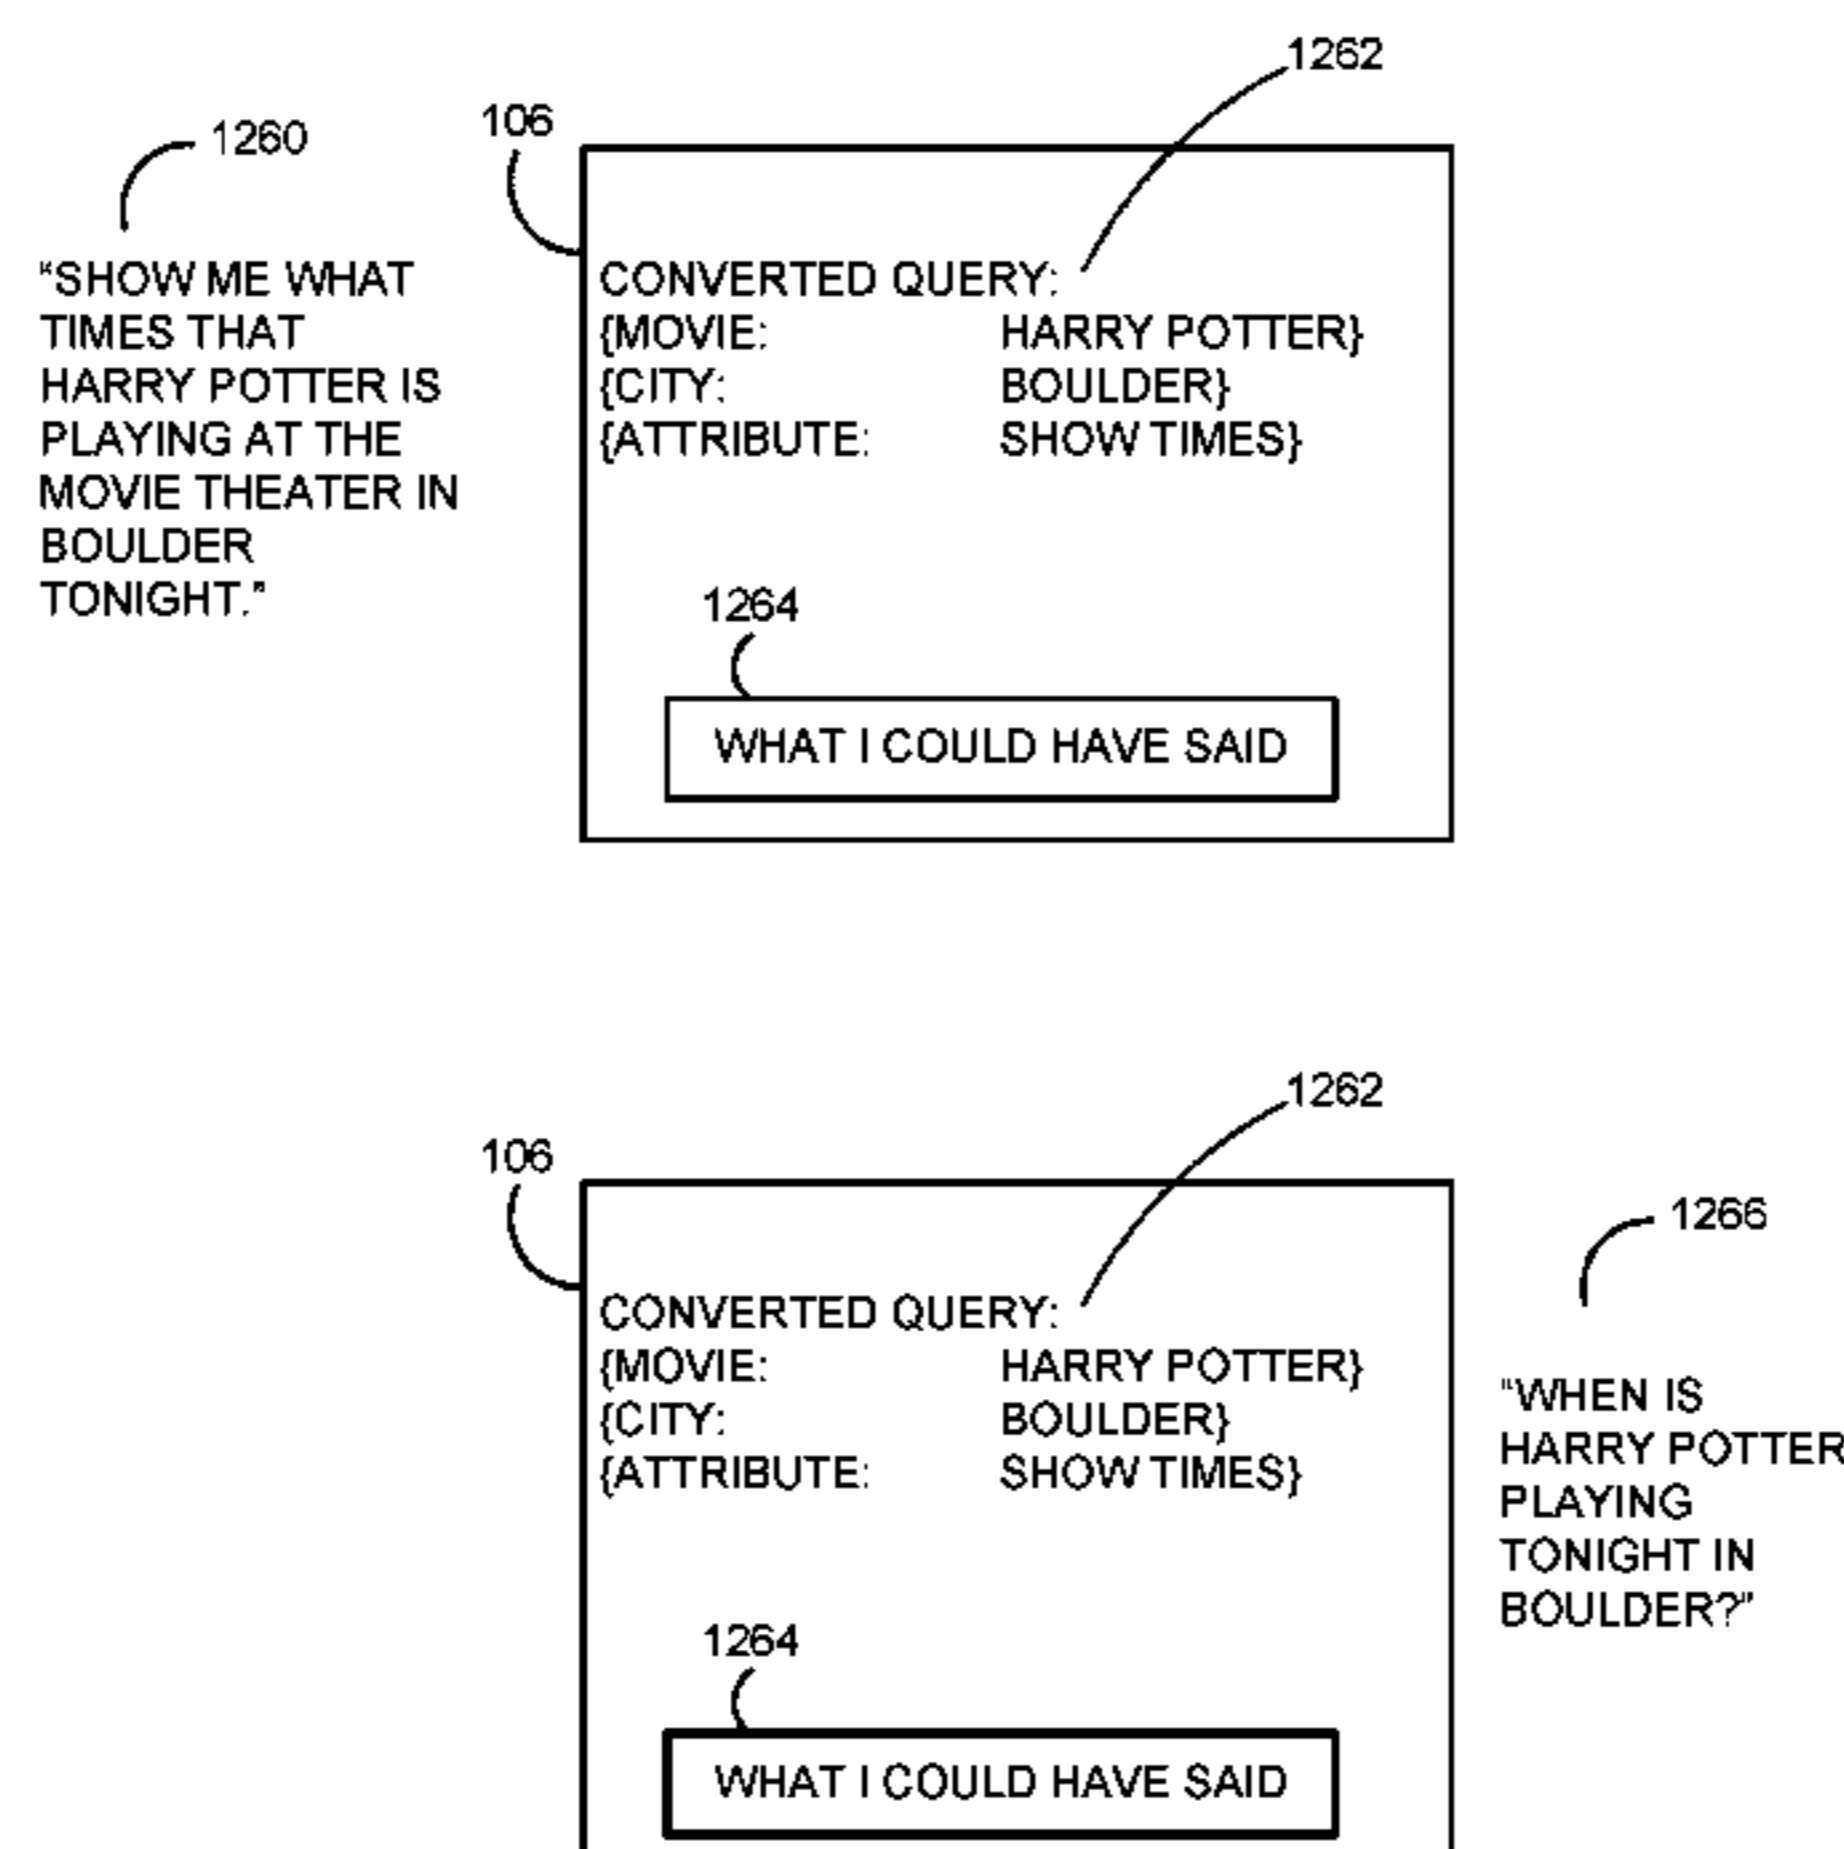 1262
106
1260
"SHOW ME WHAT
TIMES THAT
HARRY POTTER IS
PLAYING AT THE
MOVIE THEATER IN
BOULDER
TONIGHT."
CONVERTED QUERY:
{MOVIE: HARRY POTTER}
{CITY: BOULDER}
{ATTRIBUTE: SHOW TIMES}
1264
WHAT I COULD HAVE SAID
1262
106
1266
CONVERTED QUERY:
{MOVIE: HARRY POTTER}
{CITY: BOULDER}
{ATTRIBUTE: SHOW TIMES}
"WHEN IS
HARRY POTTER
PLAYING
TONIGHT IN
BOULDER?"
1264
WHAT I COULD HAVE SAID